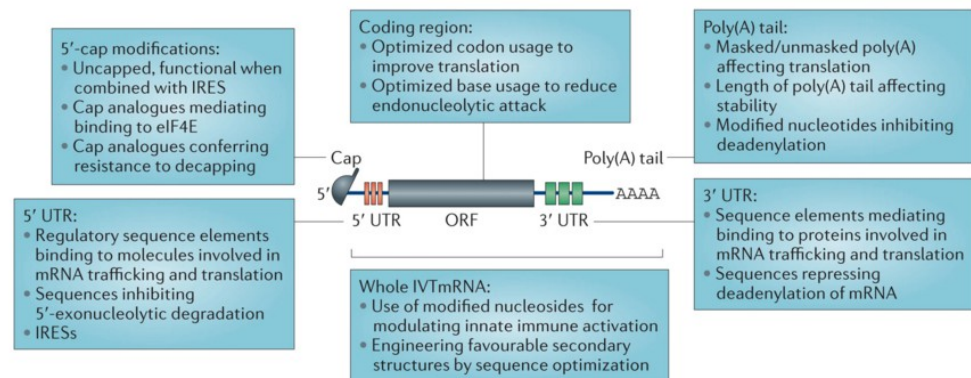 5′-cap modifications:
• Uncapped, functional when
combined with IRES
• Cap analogues mediating
binding to eIF4E
• Cap analogues conferring
resistance to decapping
Coding region:
• Optimized codon usage to
improve translation
• Optimized base usage to reduce
endonucleolytic attack
Poly(A) tail:
• Masked/unmasked poly(A)
affecting translation
• Length of poly(A) tail affecting
stability
• Modified nucleotides inhibiting
deadenylation
Cap
Poly(A) tail
5′
AAAA
5′ UTR
ORF
3′ UTR
5′ UTR:
• Regulatory sequence elements
binding to molecules involved in
mRNA trafficking and translation
• Sequences inhibiting
5′-exonucleolytic degradation
• IRESs
3′ UTR:
• Sequence elements mediating
binding to proteins involved in
mRNA trafficking and translation
• Sequences repressing
deadenylation of mRNA
Whole IVTmRNA:
• Use of modified nucleosides for
modulating innate immune activation
• Engineering favourable secondary
structures by sequence optimization